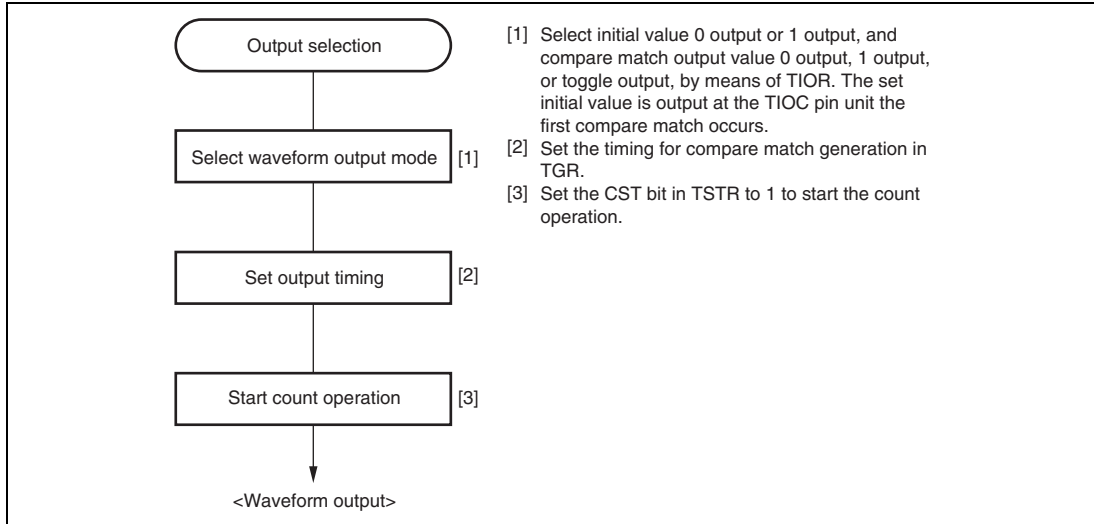 Output selection
Select waveform output mode [1]
Set output timing [2]
Start count operation [3]
<Waveform output>
[1] Select initial value 0 output or 1 output, and
compare match output value 0 output, 1 output,
or toggle output, by means of TIOR. The set
initial value is output at the TIOC pin unit the
first compare match occurs.
[2] Set the timing for compare match generation in
TGR.
[3] Set the CST bit in TSTR to 1 to start the count
operation.